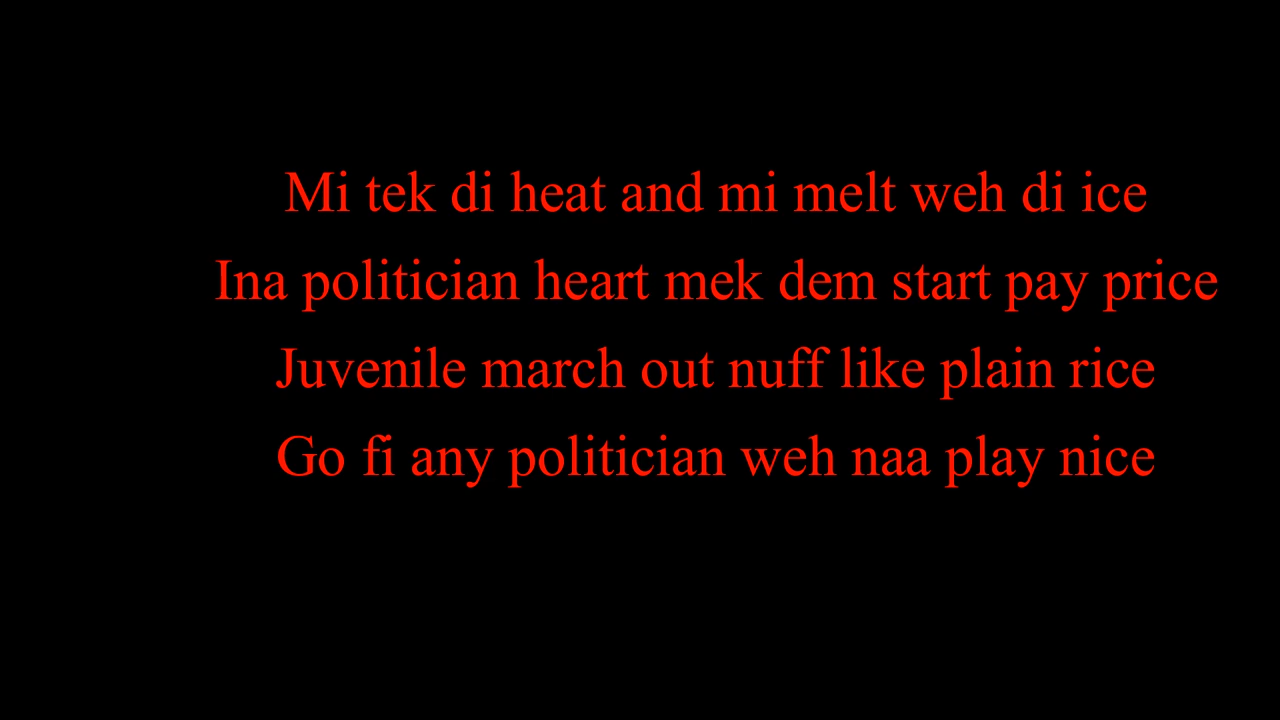 Mi tek di heat and mi melt weh di ice
Ina politician heart mek dem start pay price
Juvenile march out nuff like plain rice
Go fi any politician weh naa play nice